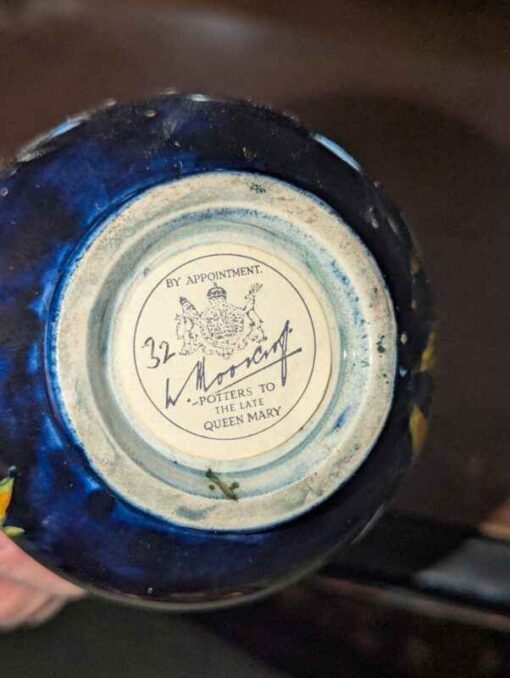 BY APPOINTMENT.
32
W. Moorcroft.
POTTERS TO
THE LATE
QUEEN MARY